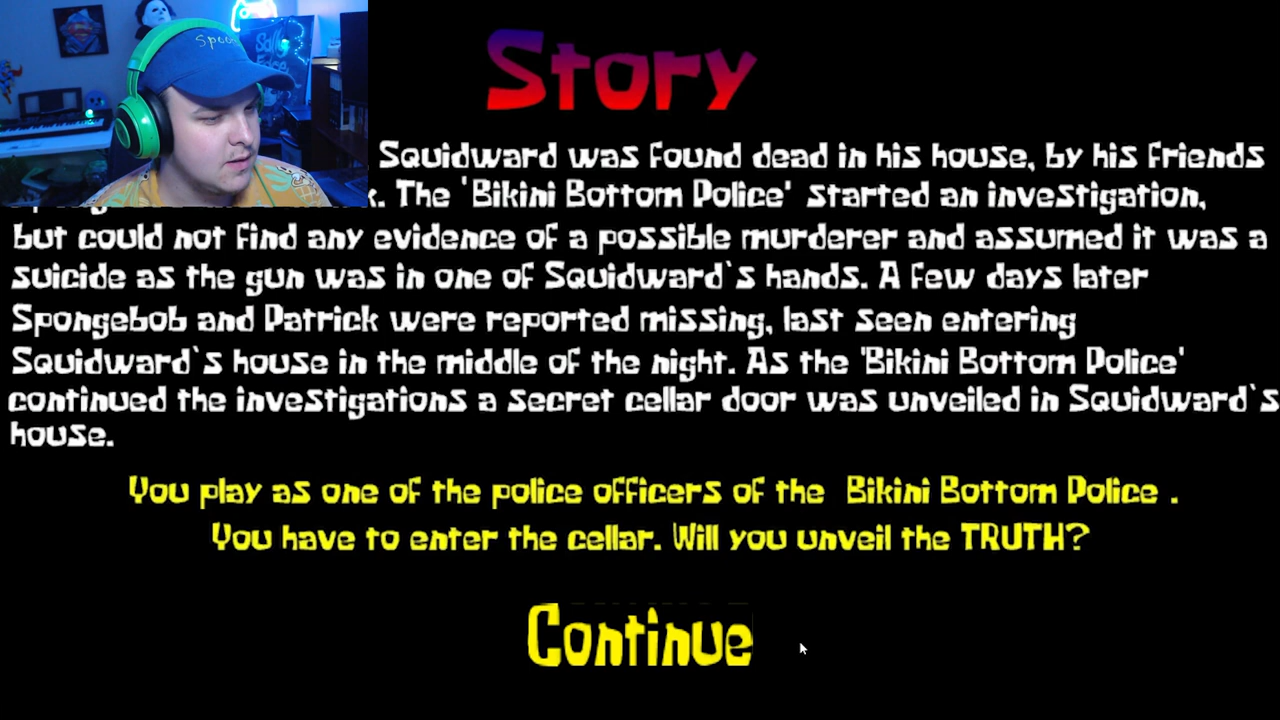 Spoo
Salty
Story
Squidward was found dead in his house, by his friends
k. The 'Bikini Bottom Police' started an investigation,
but could not find any evidence of a possible murderer and assumed it was a
suicide as the gun was in one of Squidward`s hands. A few days later
Spongebob and Patrick were reported missing, last seen entering
Squidward`s house in the middle of the night. As the 'Bikini Bottom Police'
continued the investigations a secret cellar door was unveiled in Squidward`s
house.
You play as one of the police officers of the Bikini Bottom Police .
You have to enter the cellar. Will you unveil the TRUTH?
Continue